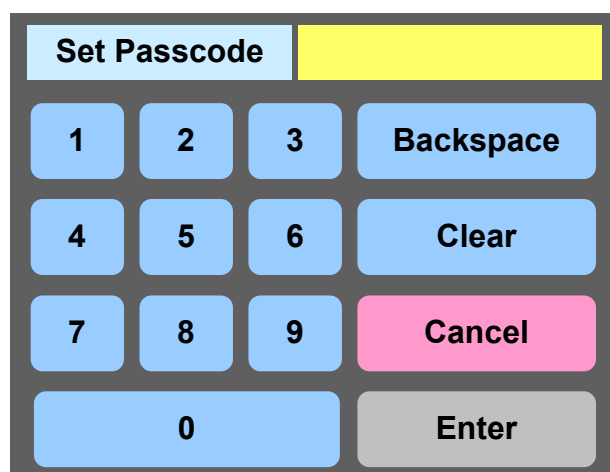 Set Passcode
1 2 3 Backspace
4 5 6 Clear
7 8 9 Cancel
0 Enter